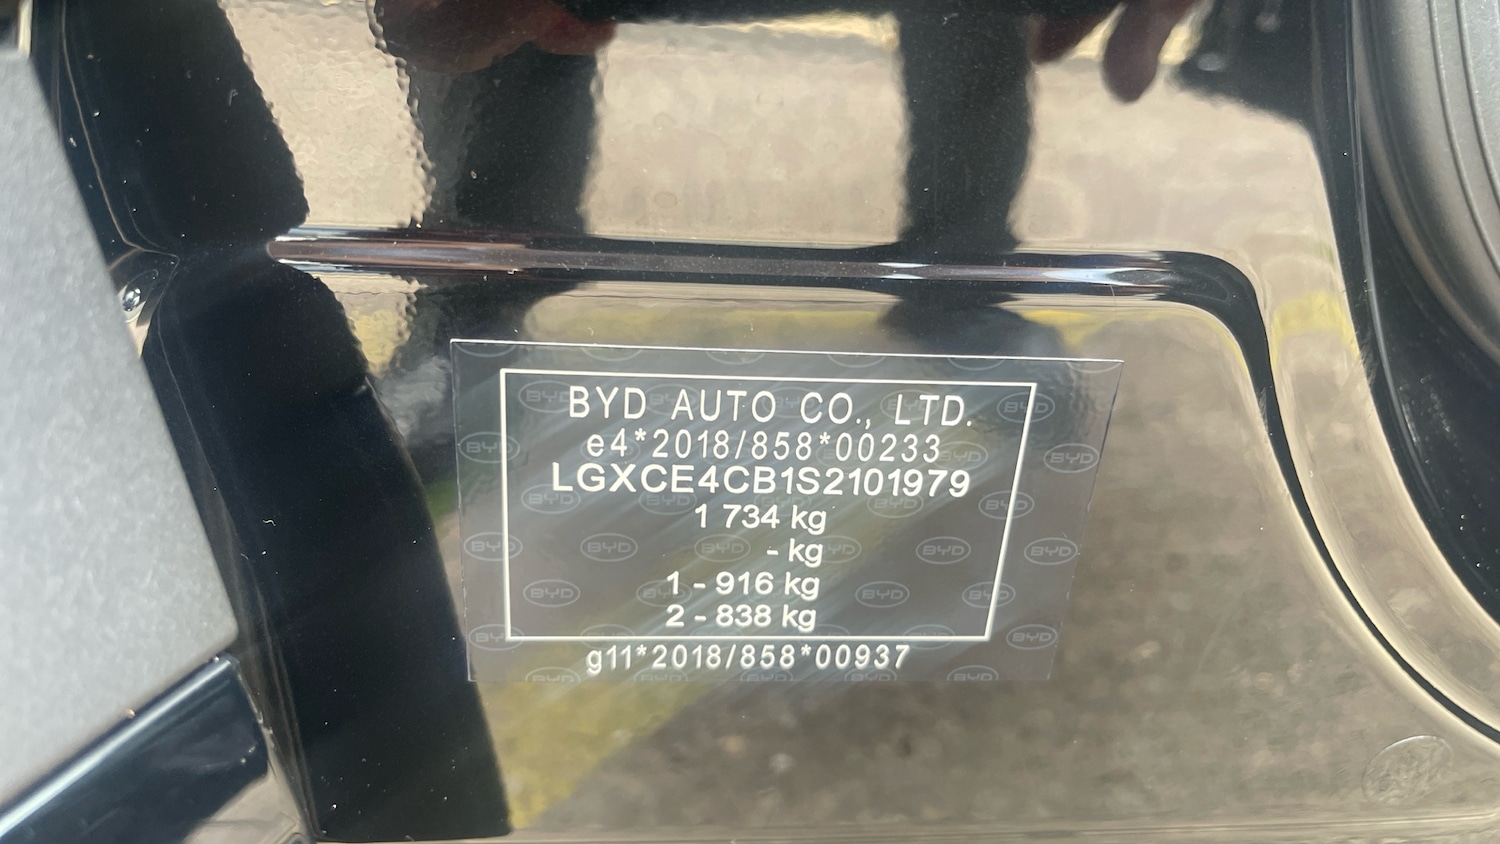 BYD AUTO CO., LTD.
e4*2018/858*00233
LGXCE4CB1S2101979
1 734 kg
- kg
1 - 916 kg
2 - 838 kg
g11*2018/858*00937